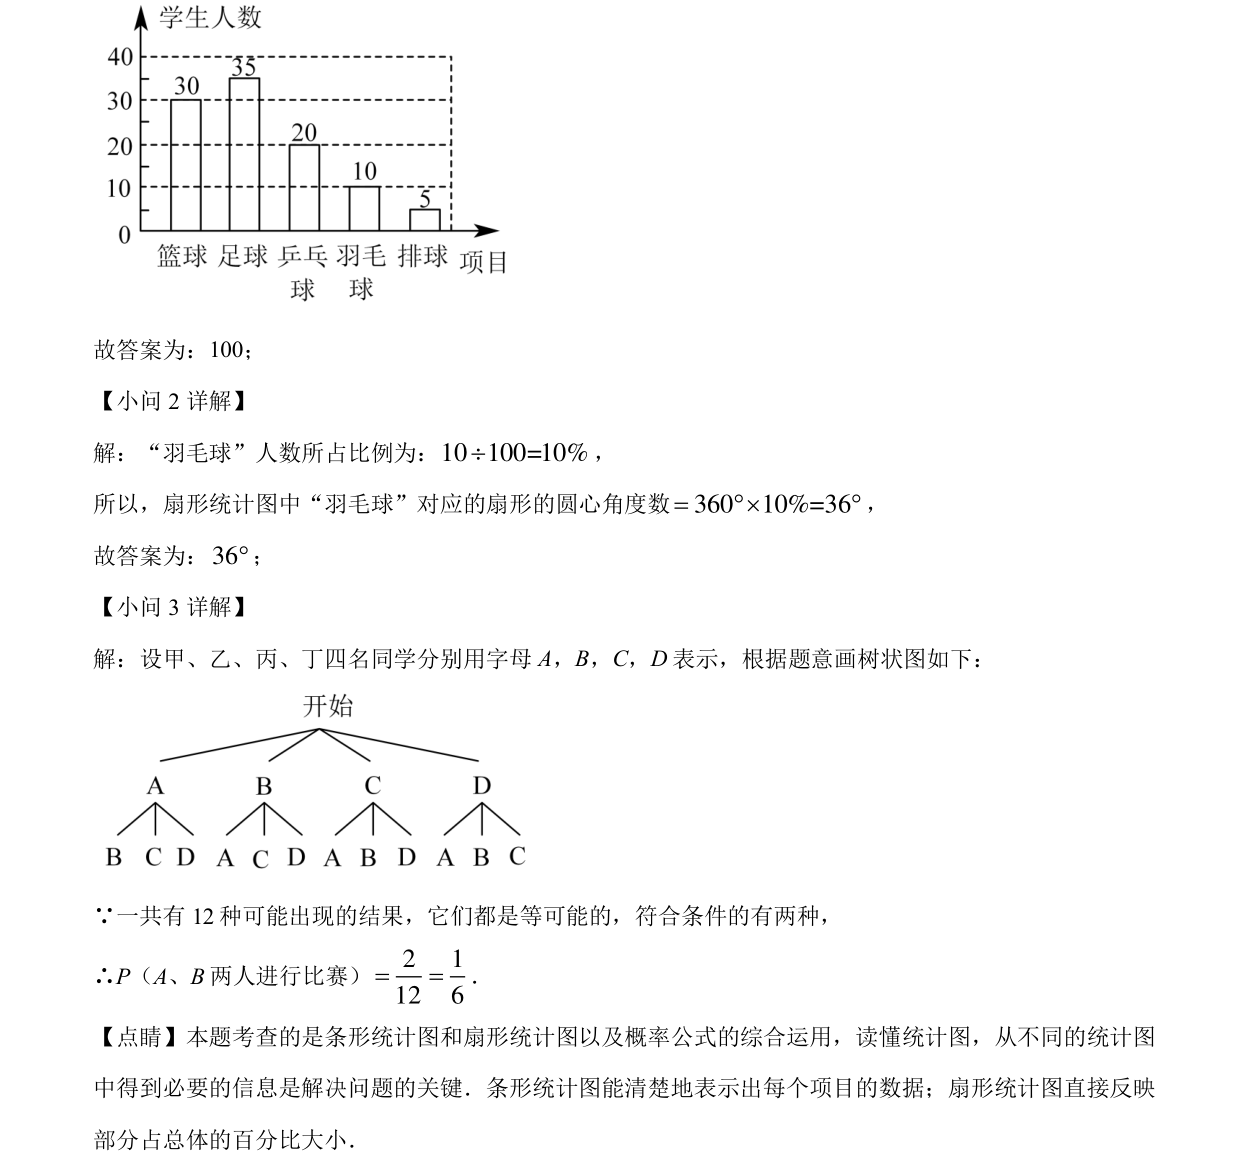 学生人数
40
35
30
30
20
20
10
10
5
0
篮球 足球 乒乓球 羽毛球 排球 项目
故答案为：100；
【小问 2 详解】
解：“羽毛球”人数所占比例为：10÷100=10%，
所以，扇形统计图中“羽毛球”对应的扇形的圆心角度数＝360°×10%=36°，
故答案为：36°；
【小问 3 详解】
解：设甲、乙、丙、丁四名同学分别用字母 A，B，C，D 表示，根据题意画树状图如下：
开始
A B C D
B C D A C D A B D A B C
∵一共有 12 种可能出现的结果，它们都是等可能的，符合条件的有两种，
∴P（A、B 两人进行比赛）＝2/12＝1/6．
【点睛】本题考查的是条形统计图和扇形统计图以及概率公式的综合运用，读懂统计图，从不同的统计图
中得到必要的信息是解决问题的关键．条形统计图能清楚地表示出每个项目的数据；扇形统计图直接反映
部分占总体的百分比大小．